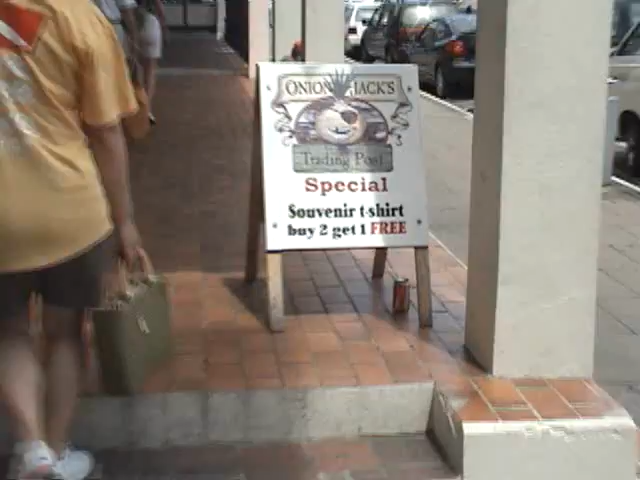 ONION JACK'S
Trading Post
Special
Souvenir t-shirt
buy 2 get 1 FREE